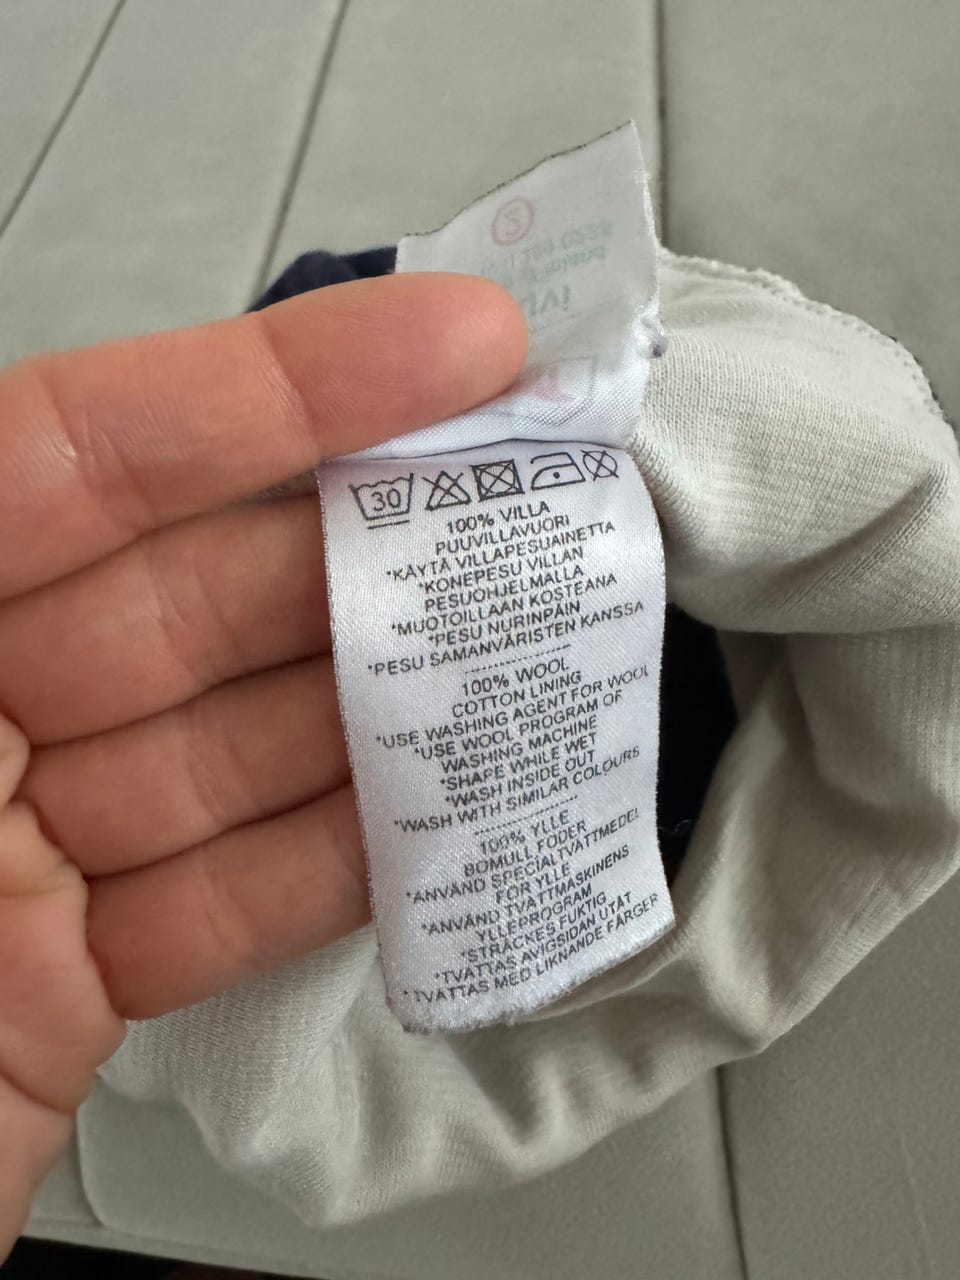 2
30
100% VILLA
PUUVILLAVUORI
*KÄYTÄ VILLAPESUAINETTA
*KONEPESU VILLAN
PESUOHJELMALLA
*MUOTOILLAAN KOSTEANA
*PESU NURINPÄIN
*PESU SAMANVÄRISTEN KANSSA
100% WOOL
COTTON LINING
*USE WASHING AGENT FOR WOOL
*USE WOOL PROGRAM OF
WASHING MACHINE
*SHAPE WHILE WET
*WASH INSIDE OUT
*WASH WITH SIMILAR COLOURS
100% YLLE
BOMULL FODER
*ANVÄND SPECIALTVÄTTMEDEL
FÖR YLLE
*ANVÄND TVÄTTMASKINENS
YLLEPROGRAM
*STRÄCKES FUKTIG
*TVÄTTAS AVIGSIDAN UTÅT
*TVÄTTAS MED LIKNANDE FÄRGER